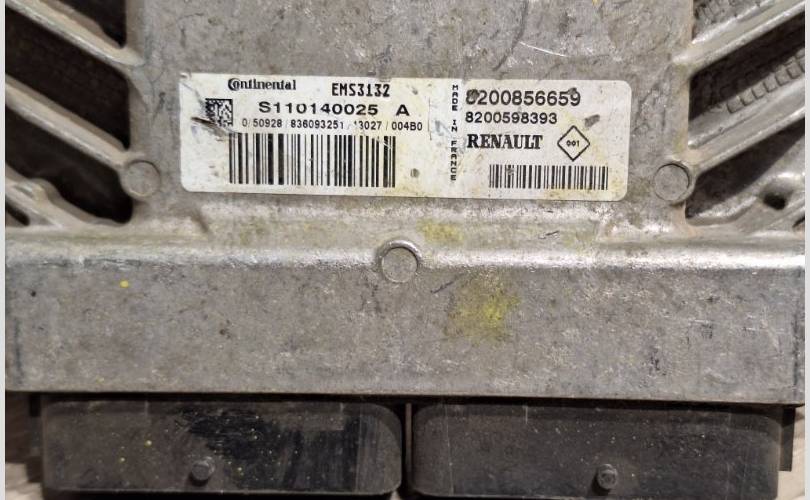 Continental EMS3132
S110140025 A
0/50928 / 836093251 / 13027 / 004B0
MADE IN FRANCE
8200856659
8200598393
RENAULT 001